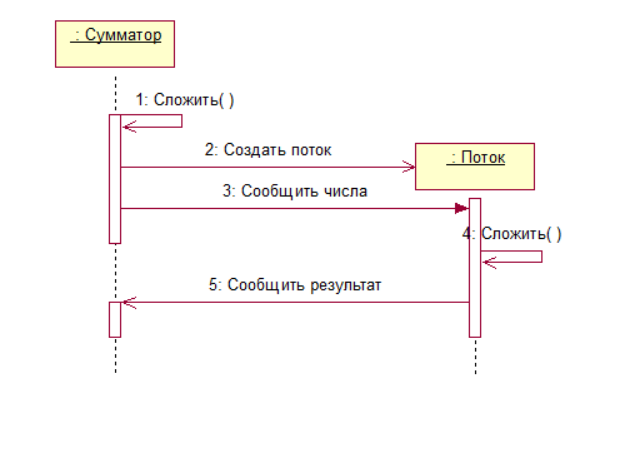 : Сумматор
1: Сложить( )
2: Создать поток
: Поток
3: Сообщить числа
4: Сложить( )
5: Сообщить результат